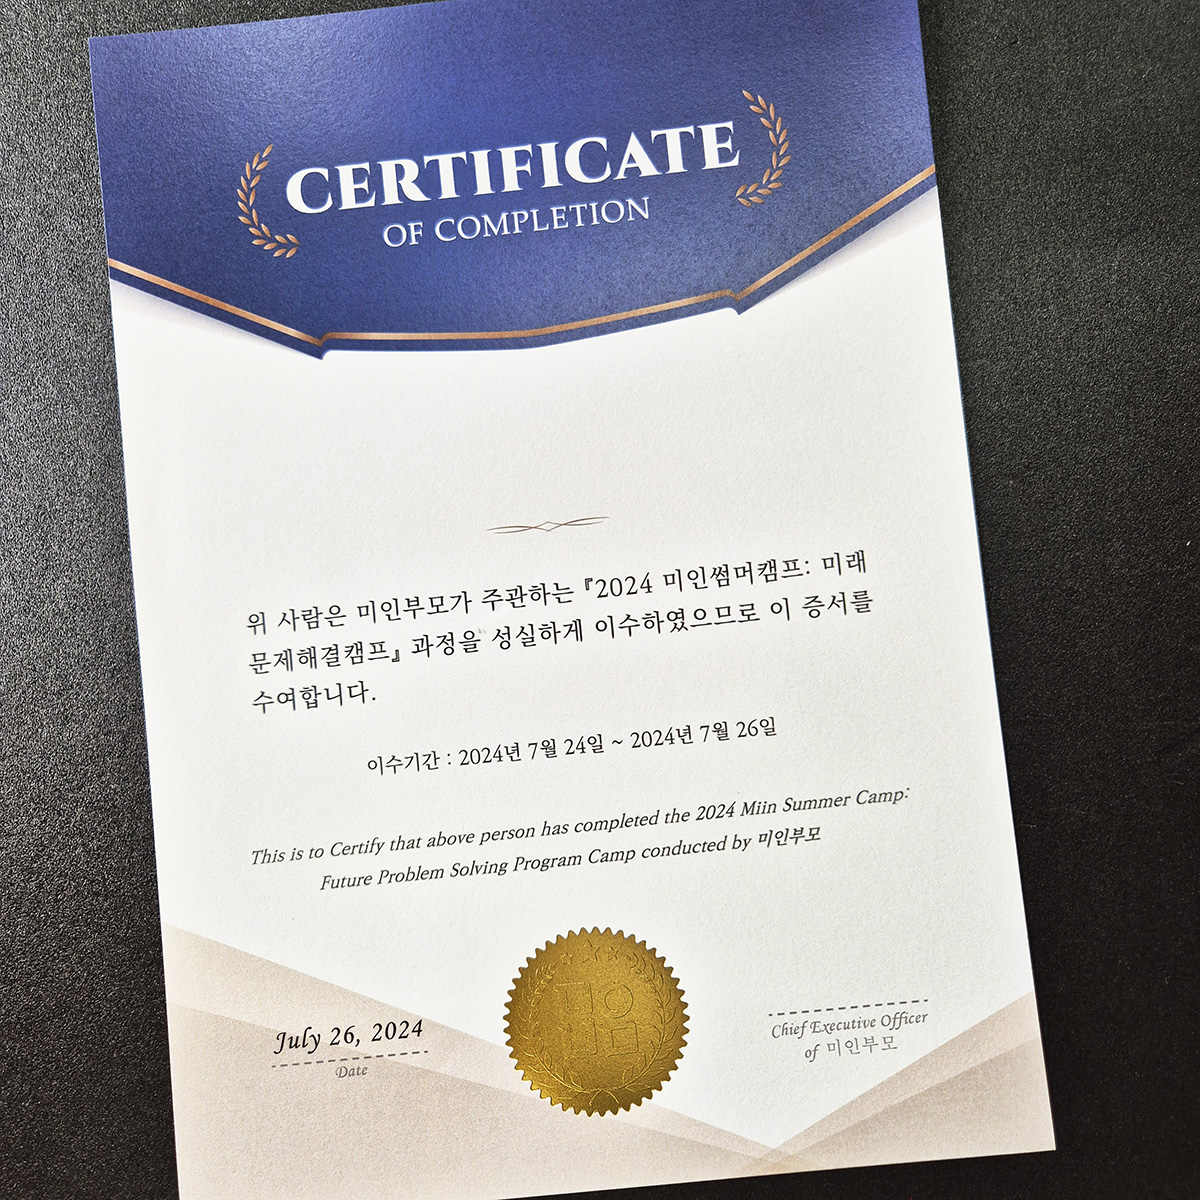 CERTIFICATE
OF COMPLETION
위 사람은 미인부모가 주관하는 『2024 미인썸머캠프: 미래
문제해결캠프』 과정을 성실하게 이수하였으므로 이 증서를
수여합니다.
이수기간 : 2024년 7월 24일 ~ 2024년 7월 26일
This is to Certify that above person has completed the 2024 Miin Summer Camp:
Future Problem Solving Program Camp conducted by 미인부모
July 26, 2024
Date
Chief Executive Officer
of 미인부모